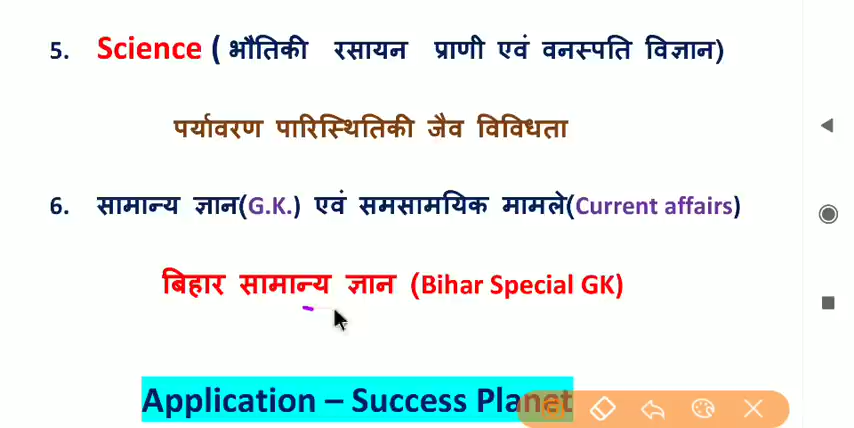 5. Science ( भौतिकी रसायन प्राणी एवं वनस्पति विज्ञान)
पर्यावरण पारिस्थितिकी जैव विविधता
6. सामान्य ज्ञान(G.K.) एवं समसामयिक मामले(Current affairs)
बिहार सामान्य ज्ञान (Bihar Special GK)
Application – Success Planet